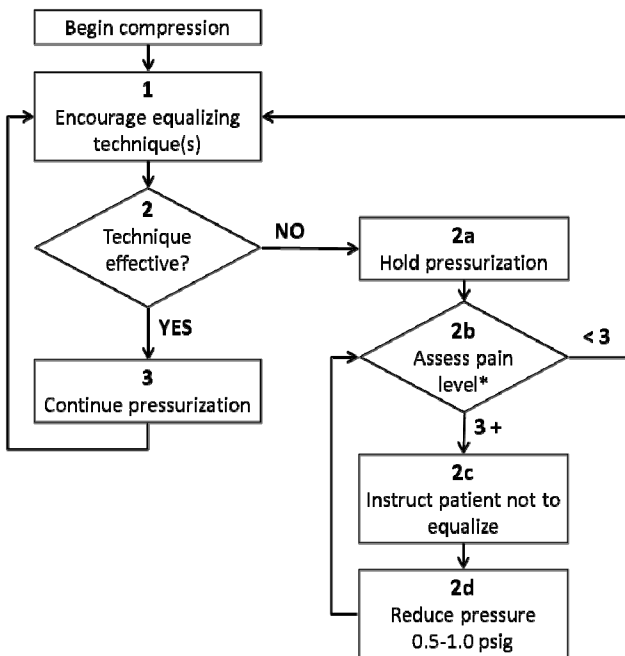 Begin compression
1
Encourage equalizing
technique(s)
2
Technique
effective?
NO
YES
3
Continue pressurization
2a
Hold pressurization
2b
Assess pain
level*
< 3
3 +
2c
Instruct patient not to
equalize
2d
Reduce pressure
0.5-1.0 psig